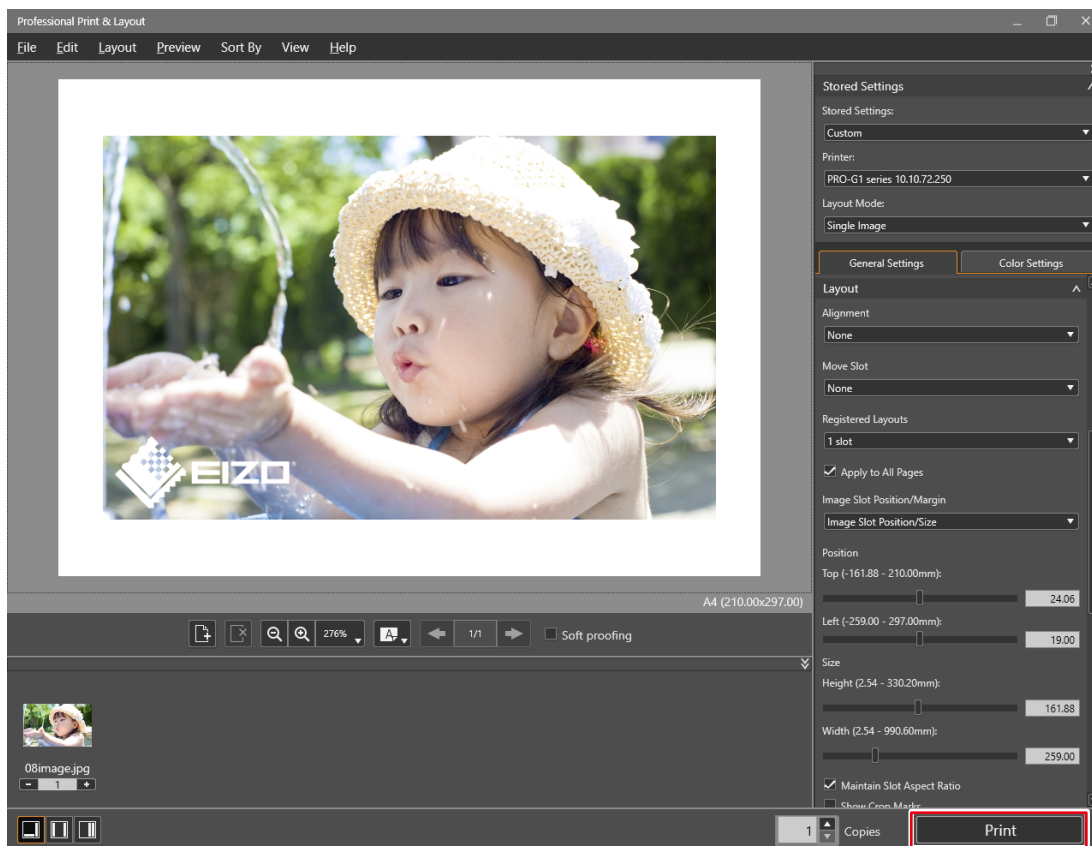 Professional Print & Layout
File Edit Layout Preview Sort By View Help
EIZO
A4 (210.00x297.00)
276%
A
1/1
Soft proofing
08image.jpg
1
1 Copies
Print
Stored Settings
Stored Settings:
Custom
Printer:
PRO-G1 series 10.10.72.250
Layout Mode:
Single Image
General Settings Color Settings
Layout
Alignment
None
Move Slot
None
Registered Layouts
1 slot
Apply to All Pages
Image Slot Position/Margin
Image Slot Position/Size
Position
Top (-161.88 - 210.00mm):
24.06
Left (-259.00 - 297.00mm):
19.00
Size
Height (2.54 - 330.20mm):
161.88
Width (2.54 - 990.60mm):
259.00
Maintain Slot Aspect Ratio
Show Crop Marks